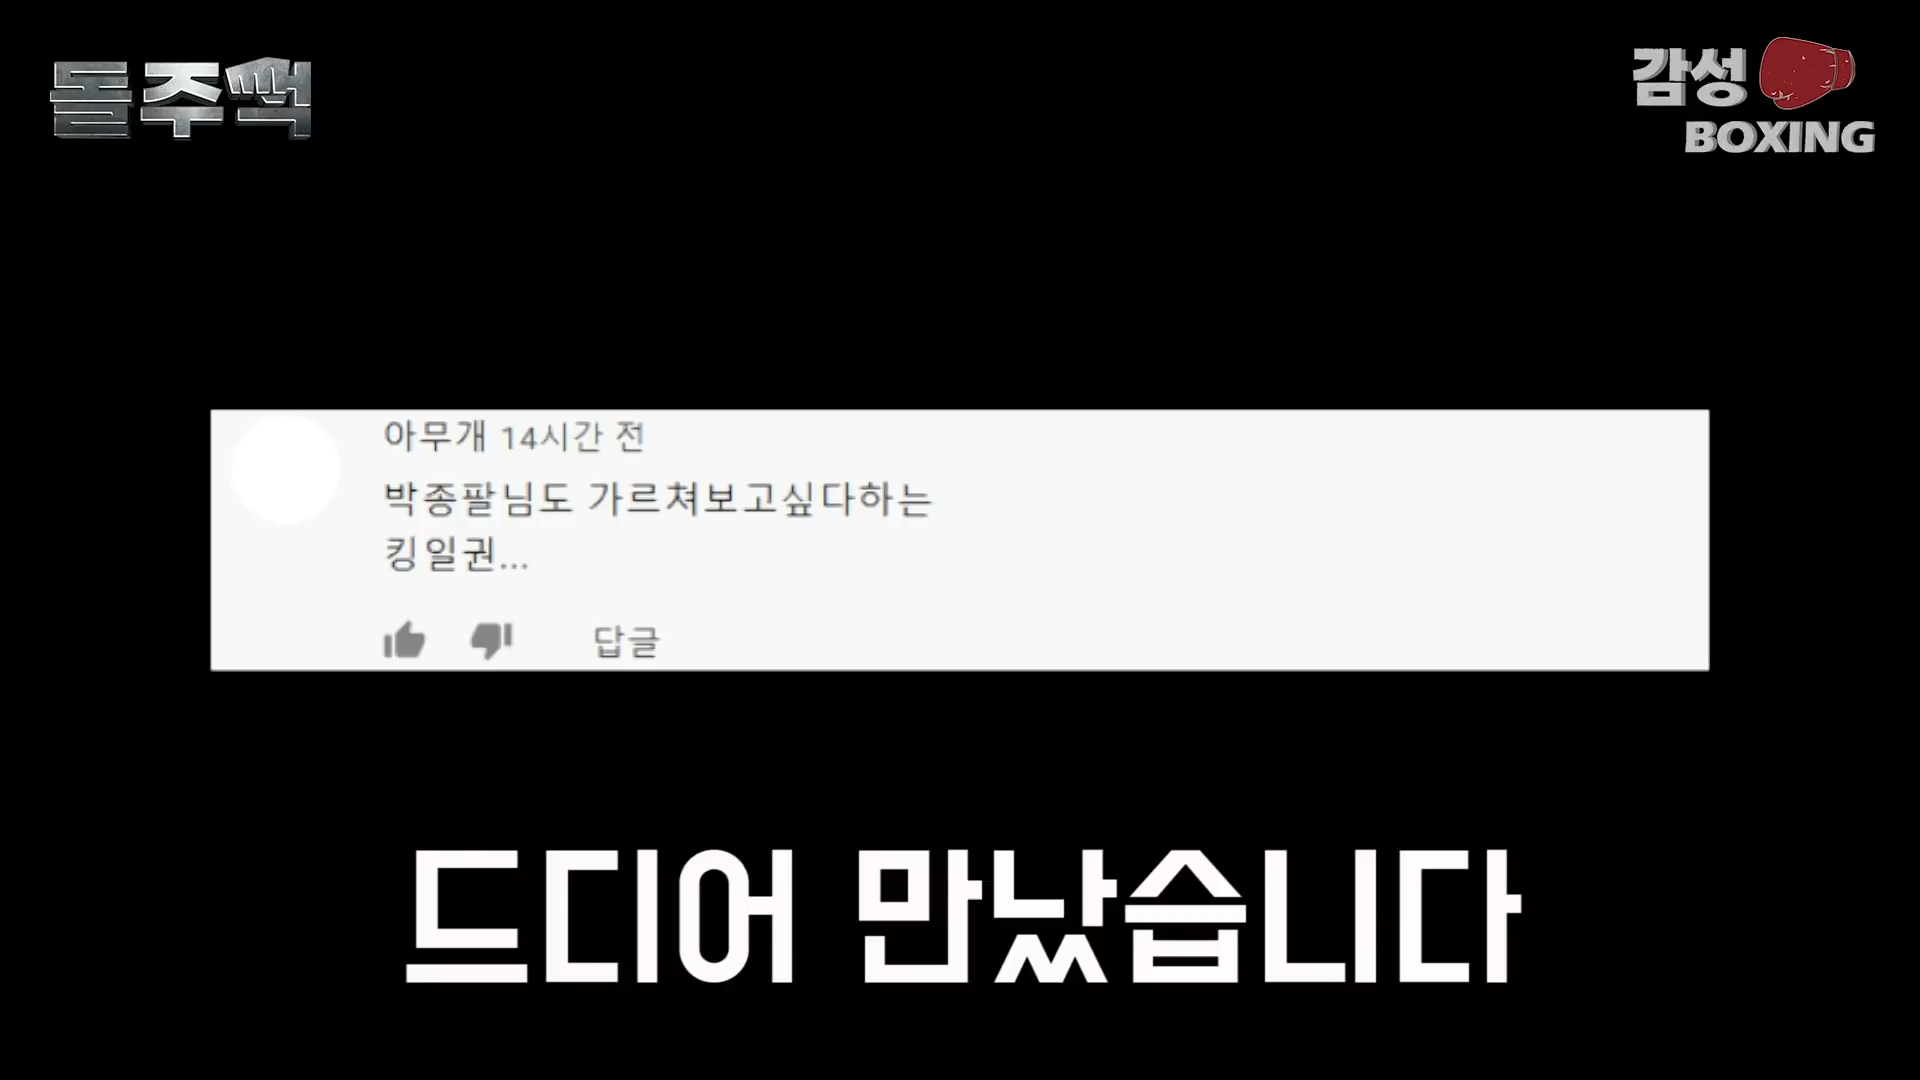 돌주먹
감성
BOXING
아무개 14시간 전
박종팔님도 가르쳐보고싶다하는
킹일권...
답글
드디어 만났습니다